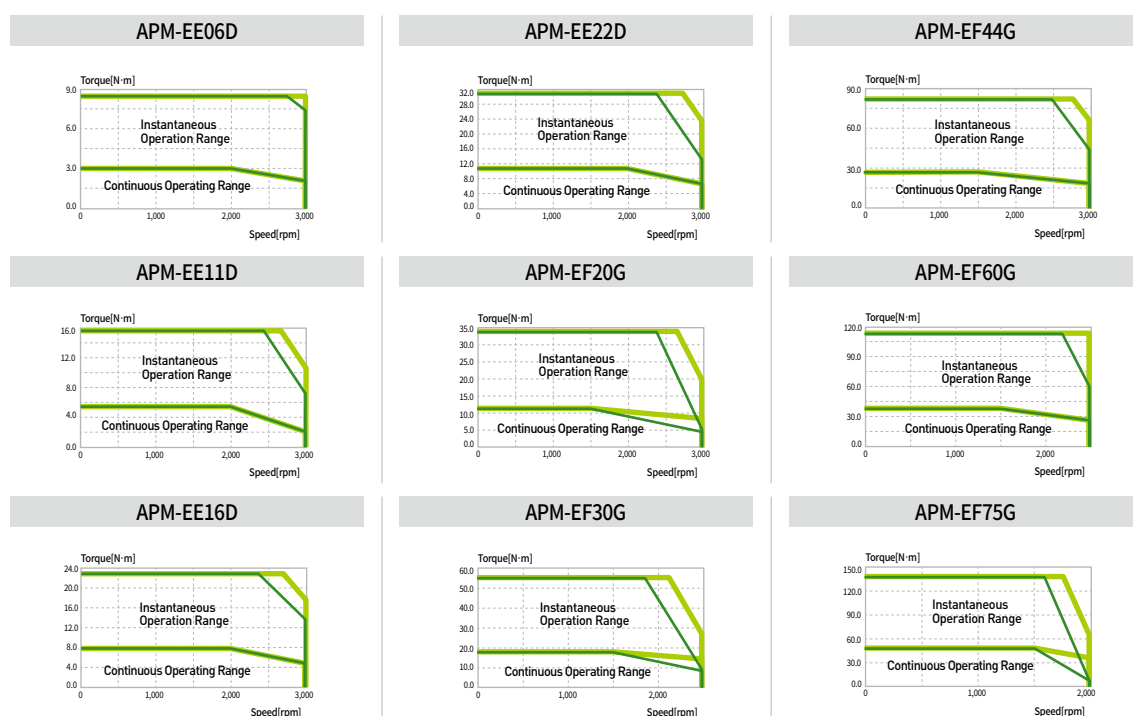 APM-EE06D
Torque[N·m]
9.0
6.0
3.0
0.0
Instantaneous
Operation Range
Continuous Operating Range
0 1,000 2,000 3,000
Speed[rpm]
APM-EE22D
Torque[N·m]
32.0
28.0
24.0
20.0
16.0
12.0
8.0
4.0
0.0
Instantaneous
Operation Range
Continuous Operating Range
0 1,000 2,000 3,000
Speed[rpm]
APM-EF44G
Torque[N·m]
90.0
60.0
30.0
0.0
Instantaneous
Operation Range
Continuous Operating Range
0 1,000 2,000 3,000
Speed[rpm]
APM-EE11D
Torque[N·m]
16.0
12.0
8.0
4.0
0.0
Instantaneous
Operation Range
Continuous Operating Range
0 1,000 2,000 3,000
Speed[rpm]
APM-EF20G
Torque[N·m]
35.0
30.0
25.0
20.0
15.0
10.0
5.0
0.0
Instantaneous
Operation Range
Continuous Operating Range
0 1,000 2,000 3,000
Speed[rpm]
APM-EF60G
Torque[N·m]
120.0
90.0
60.0
30.0
0.0
Instantaneous
Operation Range
Continuous Operating Range
0 1,000 2,000
Speed[rpm]
APM-EE16D
Torque[N·m]
24.0
20.0
16.0
12.0
8.0
4.0
0.0
Instantaneous
Operation Range
Continuous Operating Range
0 1,000 2,000 3,000
Speed[rpm]
APM-EF30G
Torque[N·m]
60.0
50.0
40.0
30.0
20.0
10.0
0.0
Instantaneous
Operation Range
Continuous Operating Range
0 1,000 2,000
Speed[rpm]
APM-EF75G
Torque[N·m]
150.0
120.0
90.0
60.0
30.0
0.0
Instantaneous
Operation Range
Continuous Operating Range
0 1,000 2,000
Speed[rpm]